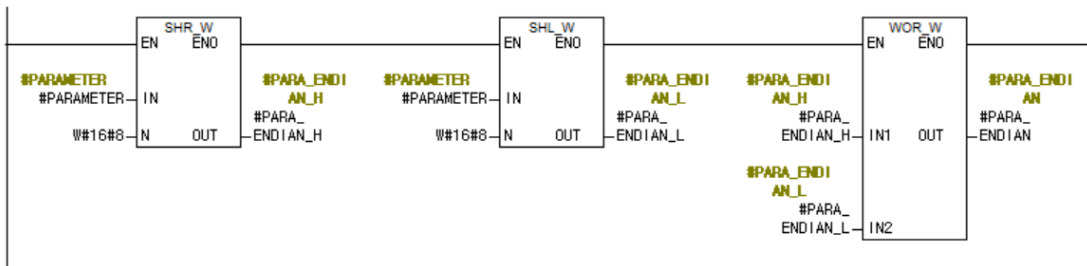 SHR_W
EN ENO
#PARAMETER
#PARAMETER IN
W#16#8 N OUT
#PARA_ENDI
AN_H
#PARA_
ENDIAN_H
SHL_W
EN ENO
#PARAMETER
#PARAMETER IN
W#16#8 N OUT
#PARA_ENDI
AN_L
#PARA_
ENDIAN_L
WOR_W
EN ENO
#PARA_ENDI
AN_H
#PARA_
ENDIAN_H IN1 OUT
#PARA_ENDI
AN_L
#PARA_
ENDIAN_L IN2
#PARA_ENDI
AN
#PARA_
ENDIAN